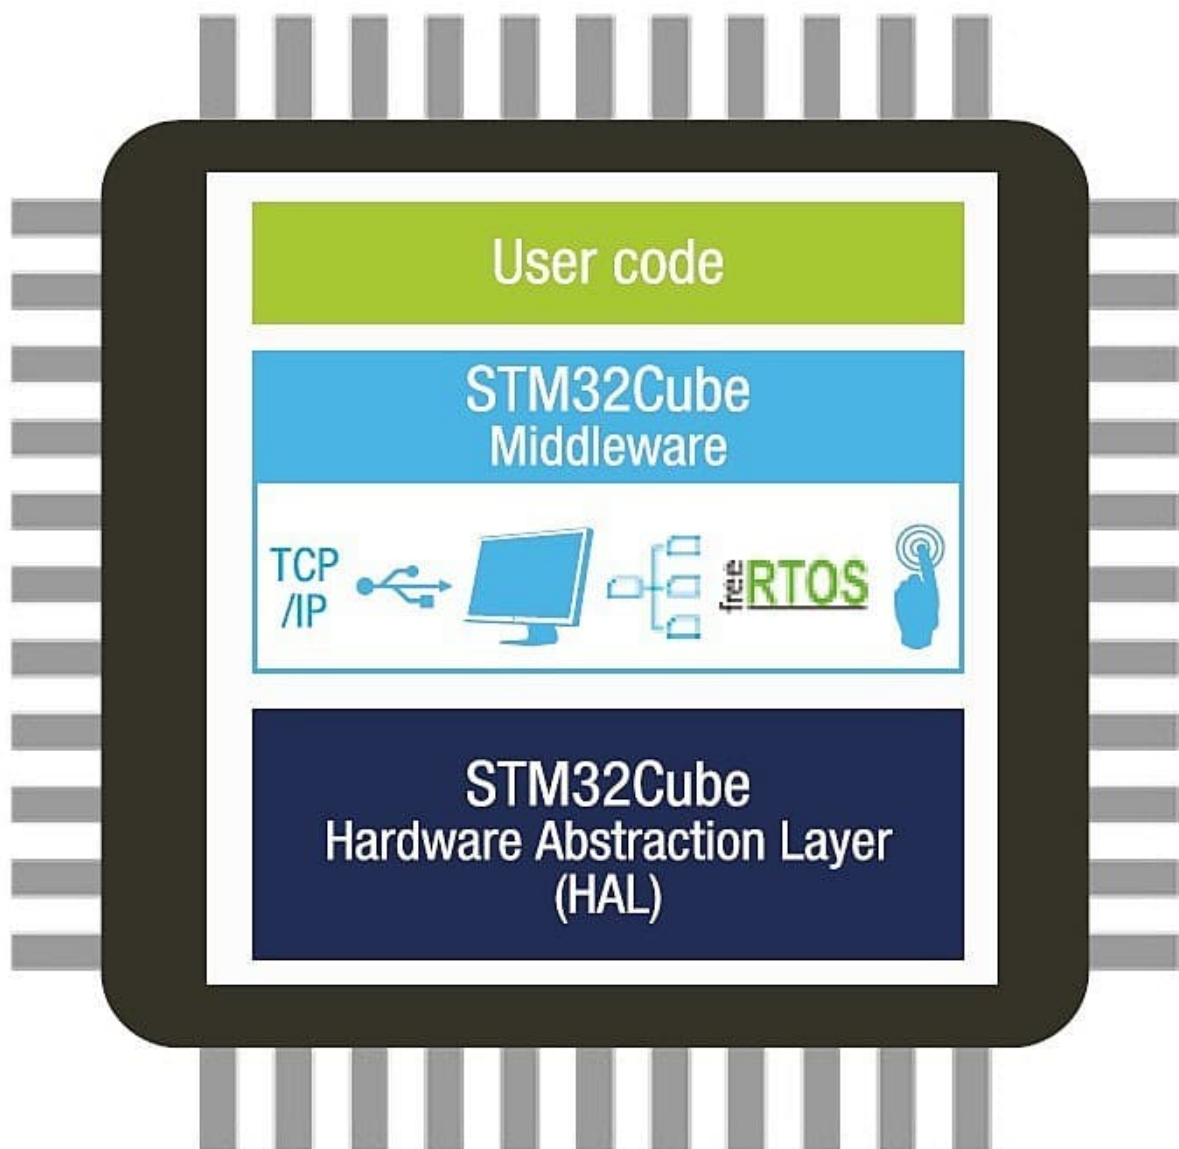 User code
STM32Cube
Middleware
TCP
/IP
free RTOS
STM32Cube
Hardware Abstraction Layer
(HAL)